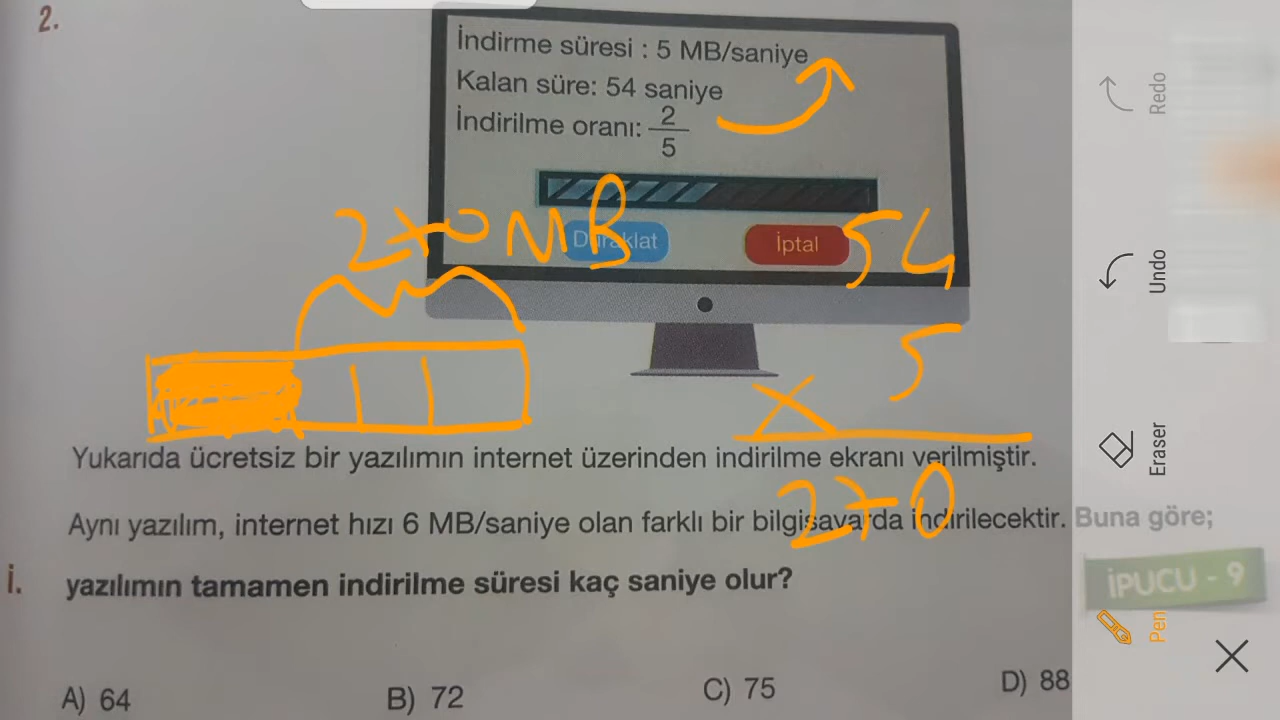 2.
İndirme süresi : 5 MB/saniye
Kalan süre: 54 saniye
İndirilme oranı: 2/5
Duraklat
İptal
270 MB
54
x 5
270
Yukarıda ücretsiz bir yazılımın internet üzerinden indirilme ekranı verilmiştir.
Aynı yazılım, internet hızı 6 MB/saniye olan farklı bir bilgisayarda indirilecektir. Buna göre;
i. yazılımın tamamen indirilme süresi kaç saniye olur?
A) 64 B) 72 C) 75 D) 88
İPUCU - 9
Redo
Undo
Eraser
Pen